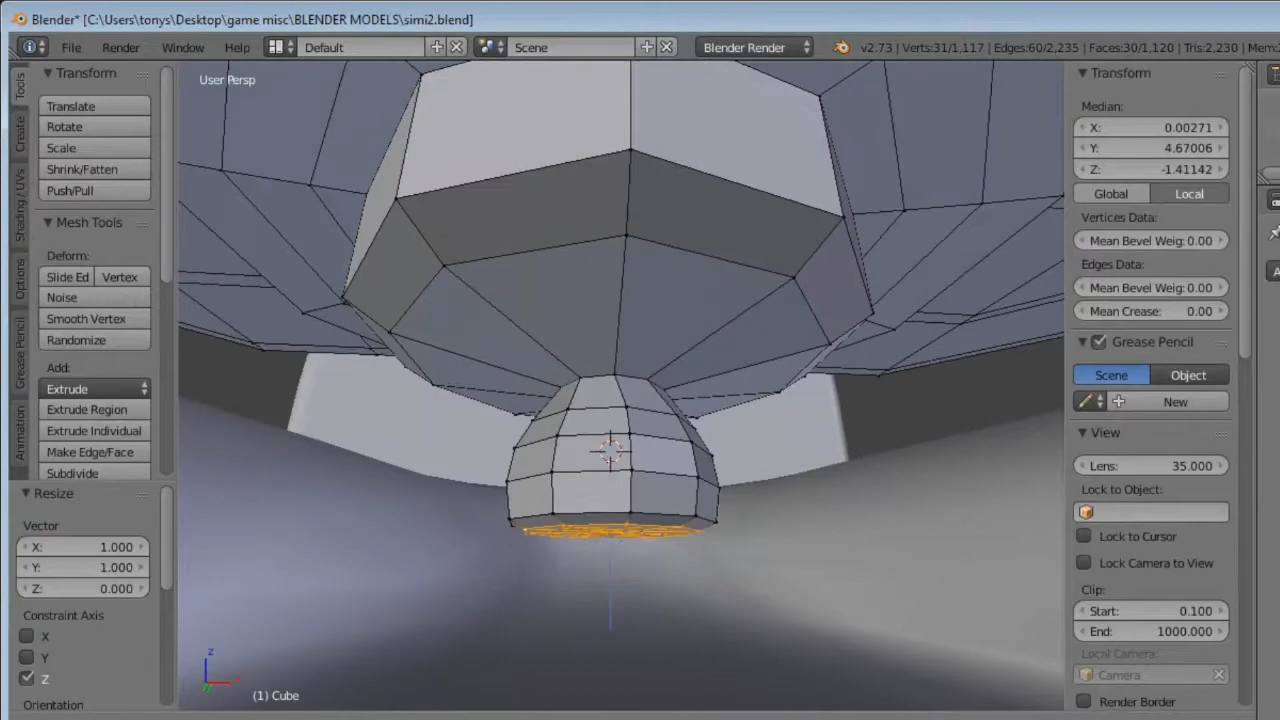 Blender* [C:\Users\tonys\Desktop\game misc\BLENDER MODELS\simi2.blend]
File Render Window Help Default Scene Blender Render v2.73 | Verts:31/1,117 | Edges:60/2,235 | Faces:30/1,120 | Tris:2,230 | Mem:
Tools
Create
Shading / UVs
Options
Grease Pencil
Animation
Transform
Translate
Rotate
Scale
Shrink/Fatten
Push/Pull
Mesh Tools
Deform:
Slide Ed Vertex
Noise
Smooth Vertex
Randomize
Add:
Extrude
Extrude Region
Extrude Individual
Make Edge/Face
Subdivide
Resize
Vector
X: 1.000
Y: 1.000
Z: 0.000
Constraint Axis
X
Y
Z
Orientation
User Persp
z
(1) Cube
Transform
Median:
X: 0.00271
Y: 4.67006
Z: -1.41142
Global Local
Vertices Data:
Mean Bevel Weig: 0.00
Edges Data:
Mean Bevel Weig: 0.00
Mean Crease: 0.00
Grease Pencil
Scene Object
New
View
Lens: 35.000
Lock to Object:
Lock to Cursor
Lock Camera to View
Clip:
Start: 0.100
End: 1000.000
Local Camera:
Camera
Render Border